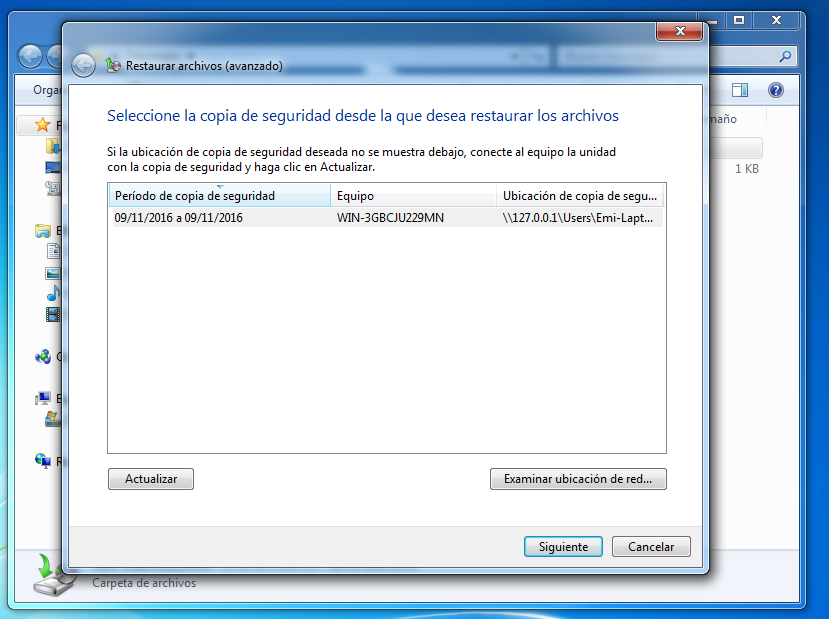 Restaurar archivos (avanzado)
Orga
maño
Seleccione la copia de seguridad desde la que desea restaurar los archivos
1 KB
Si la ubicación de copia de seguridad deseada no se muestra debajo, conecte al equipo la unidad
con la copia de seguridad y haga clic en Actualizar.
Período de copia de seguridad Equipo Ubicación de copia de segu...
09/11/2016 a 09/11/2016 WIN-3GBCJU229MN \\127.0.0.1\Users\Emi-Lapt...
Actualizar Examinar ubicación de red...
Siguiente Cancelar
Carpeta de archivos